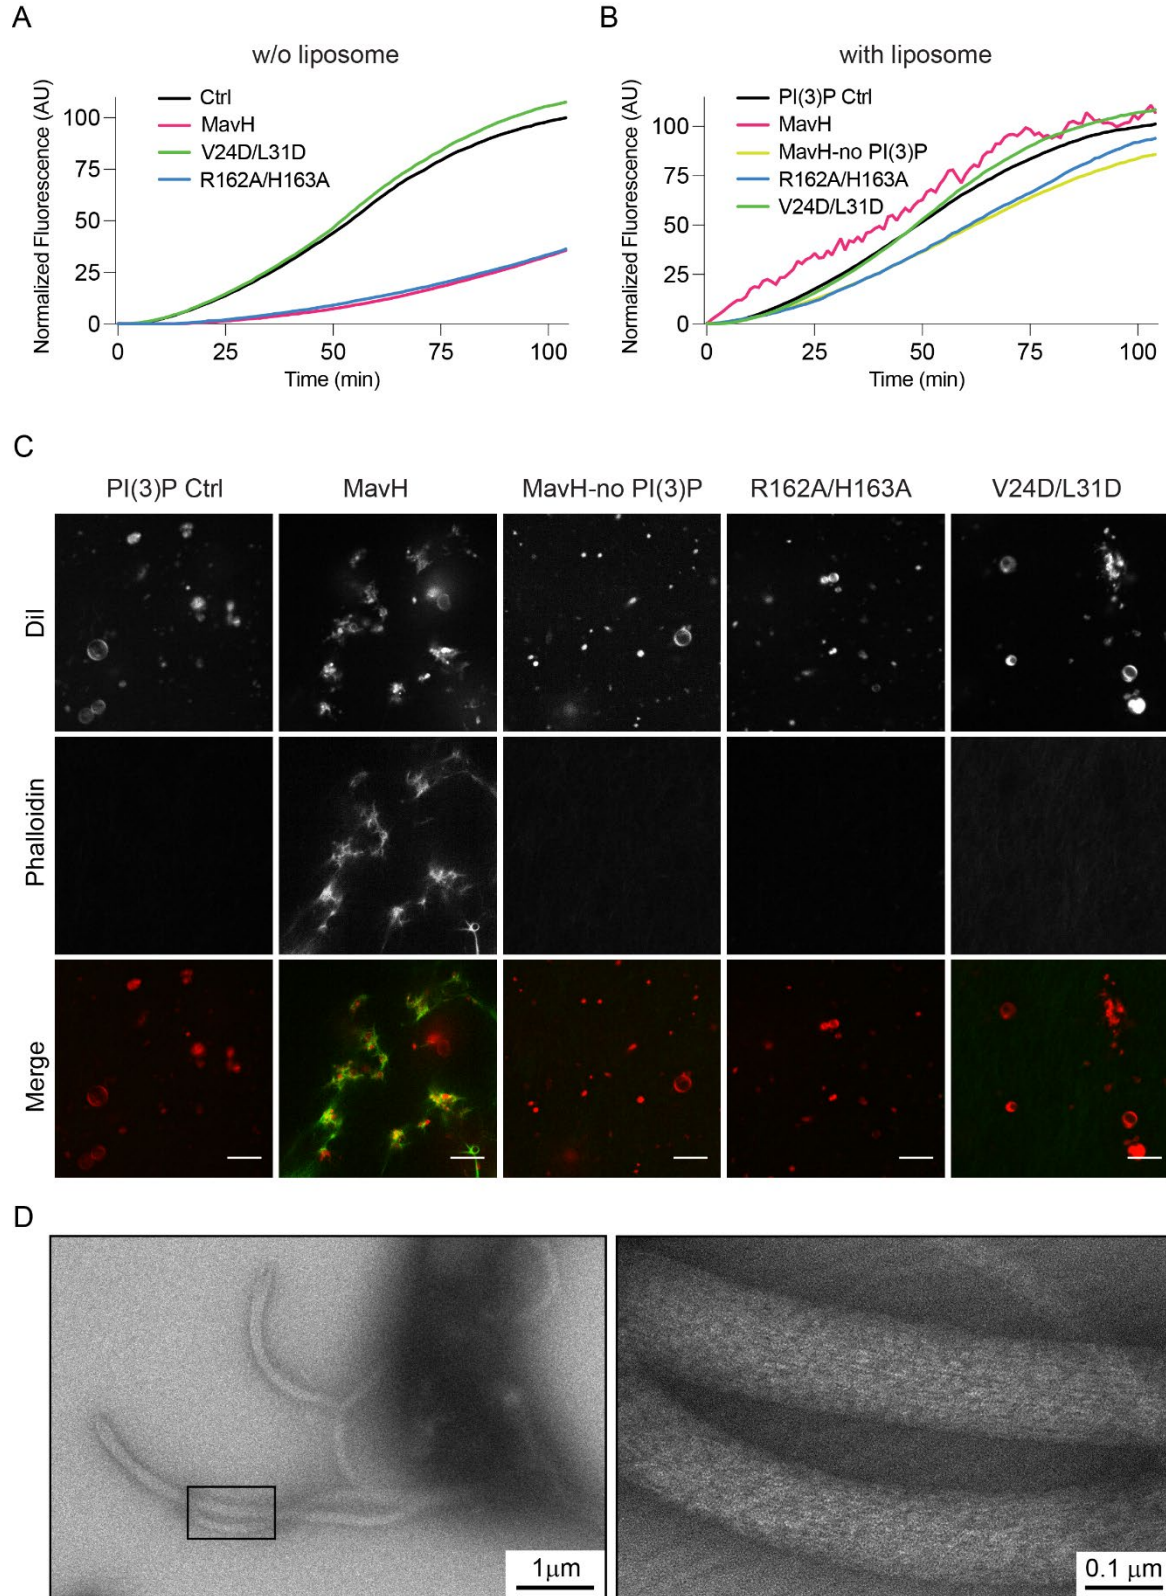 A
w/o liposome
Normalized Fluorescence (AU)
100
75
50
25
0
Ctrl
MavH
V24D/L31D
R162A/H163A
0 25 50 75 100
Time (min)
B
with liposome
Normalized Fluorescence (AU)
100
75
50
25
0
PI(3)P Ctrl
MavH
MavH-no PI(3)P
R162A/H163A
V24D/L31D
0 25 50 75 100
Time (min)
C
PI(3)P Ctrl MavH MavH-no PI(3)P R162A/H163A V24D/L31D
DiI
Phalloidin
Merge
D
1μm
0.1 μm